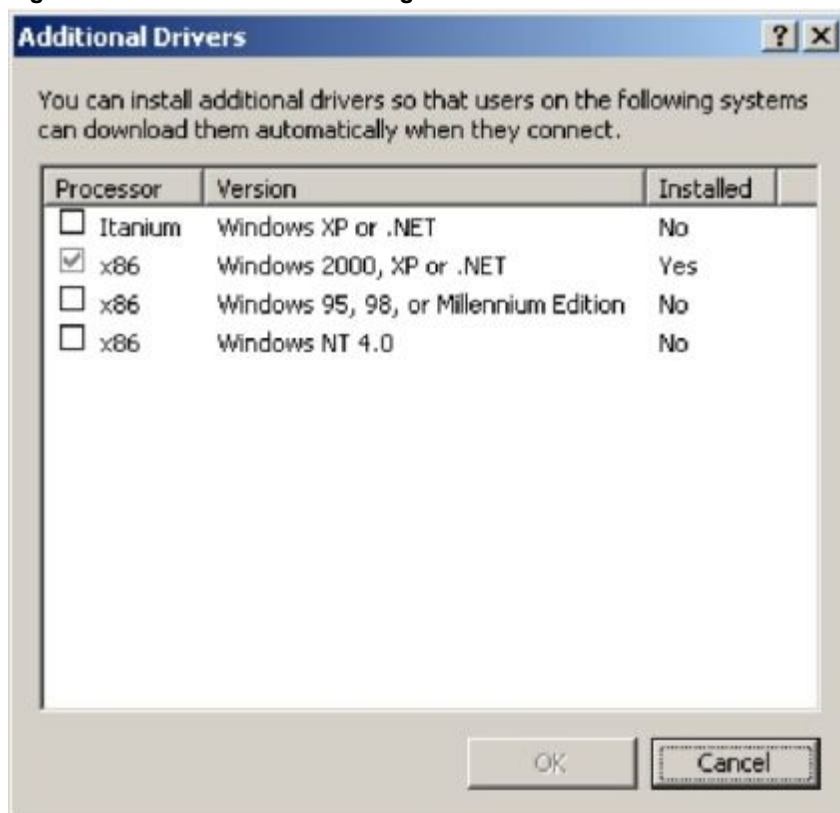 Additional Drivers
You can install additional drivers so that users on the following systems
can download them automatically when they connect.
Processor Version Installed
Itanium Windows XP or .NET No
x86 Windows 2000, XP or .NET Yes
x86 Windows 95, 98, or Millennium Edition No
x86 Windows NT 4.0 No
OK Cancel